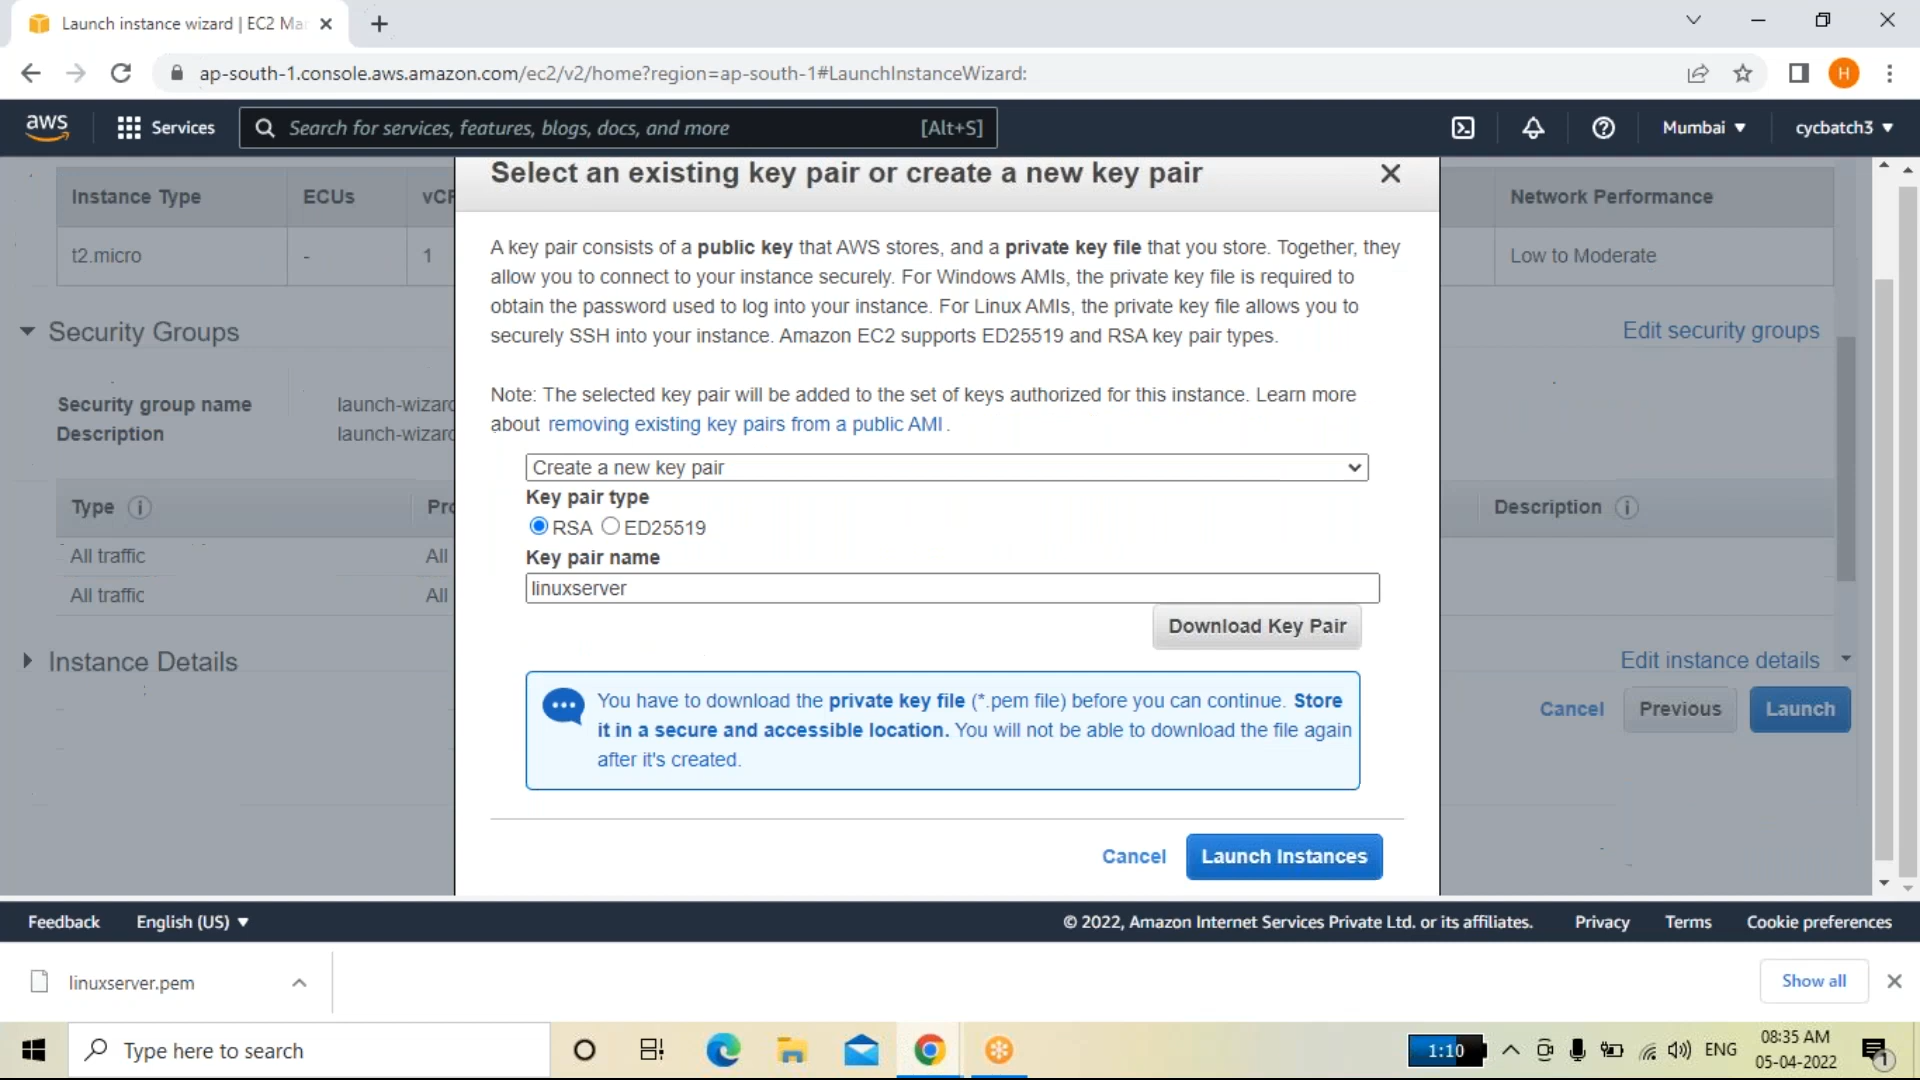 Launch instance wizard | EC2 Ma
ap-south-1.console.aws.amazon.com/ec2/v2/home?region=ap-south-1#LaunchInstanceWizard:
H
aws
Services
Search for services, features, blogs, docs, and more
[Alt+S]
Mumbai
cycbatch3
Select an existing key pair or create a new key pair
Instance Type
ECUs
vCP
Network Performance
t2.micro
-
1
Low to Moderate
A key pair consists of a public key that AWS stores, and a private key file that you store. Together, they
allow you to connect to your instance securely. For Windows AMIs, the private key file is required to
obtain the password used to log into your instance. For Linux AMIs, the private key file allows you to
securely SSH into your instance. Amazon EC2 supports ED25519 and RSA key pair types.
Security Groups
Edit security groups
Note: The selected key pair will be added to the set of keys authorized for this instance. Learn more
about removing existing key pairs from a public AMI .
Security group name
launch-wizard
Description
launch-wizard
Create a new key pair
Key pair type
RSA
ED25519
Key pair name
linuxserver
Download Key Pair
Type
Pro
Description
All traffic
All
All traffic
All
Instance Details
Edit instance details
You have to download the private key file (*.pem file) before you can continue. Store
it in a secure and accessible location. You will not be able to download the file again
after it's created.
Cancel
Previous
Launch
Cancel
Launch Instances
Feedback
English (US)
© 2022, Amazon Internet Services Private Ltd. or its affiliates.
Privacy
Terms
Cookie preferences
linuxserver.pem
Show all
Type here to search
1:10
ENG
08:35 AM
05-04-2022
1